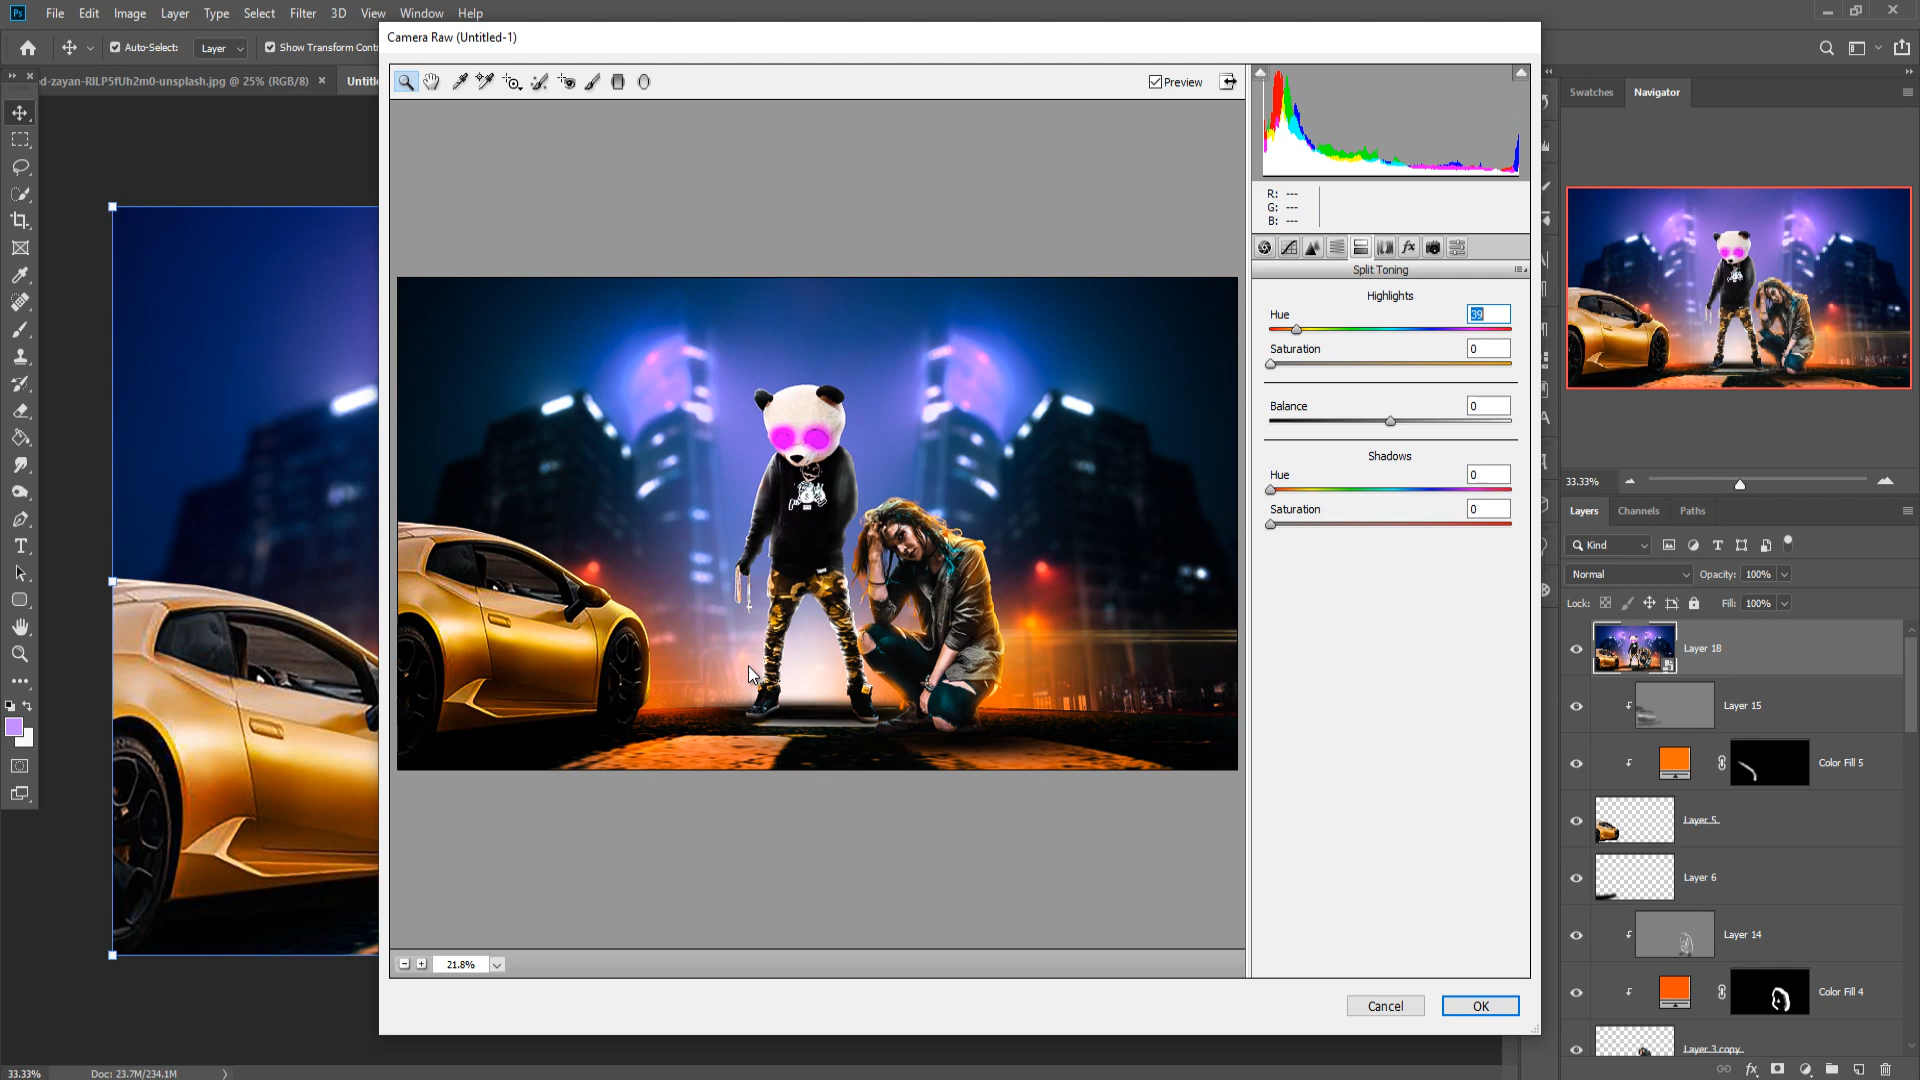 Ps File Edit Image Layer Type Select Filter 3D View Window Help
Camera Raw (Untitled-1)
Auto-Select: Layer Show Transform Contr
d-zayan-RlLP5fUh2m0-unsplash.jpg @ 25% (RGB/8) × Untitle
Preview
Swatches Navigator
R: ---
G: ---
B: ---
fx
Split Toning
Highlights
Hue 39
Saturation 0
Balance 0
Shadows
Hue 0
Saturation 0
33.33%
Layers Channels Paths
Kind
Normal Opacity: 100%
Lock: Fill: 100%
Layer 18
Layer 15
Color Fill 5
Layer 5
Layer 6
Layer 14
Color Fill 4
Layer 3 copy
21.8%
Cancel OK
33.33% Doc: 23.7M/234.1M
fx